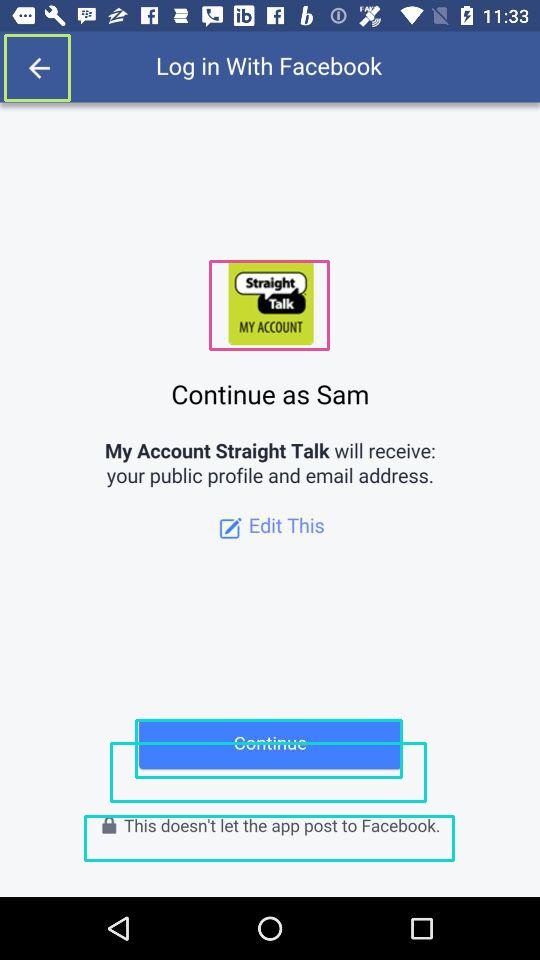 11:33
Log in With Facebook
Straight
Talk
MY ACCOUNT
Continue as Sam
My Account Straight Talk will receive:
your public profile and email address.
Edit This
Continue
This doesn't let the app post to Facebook.